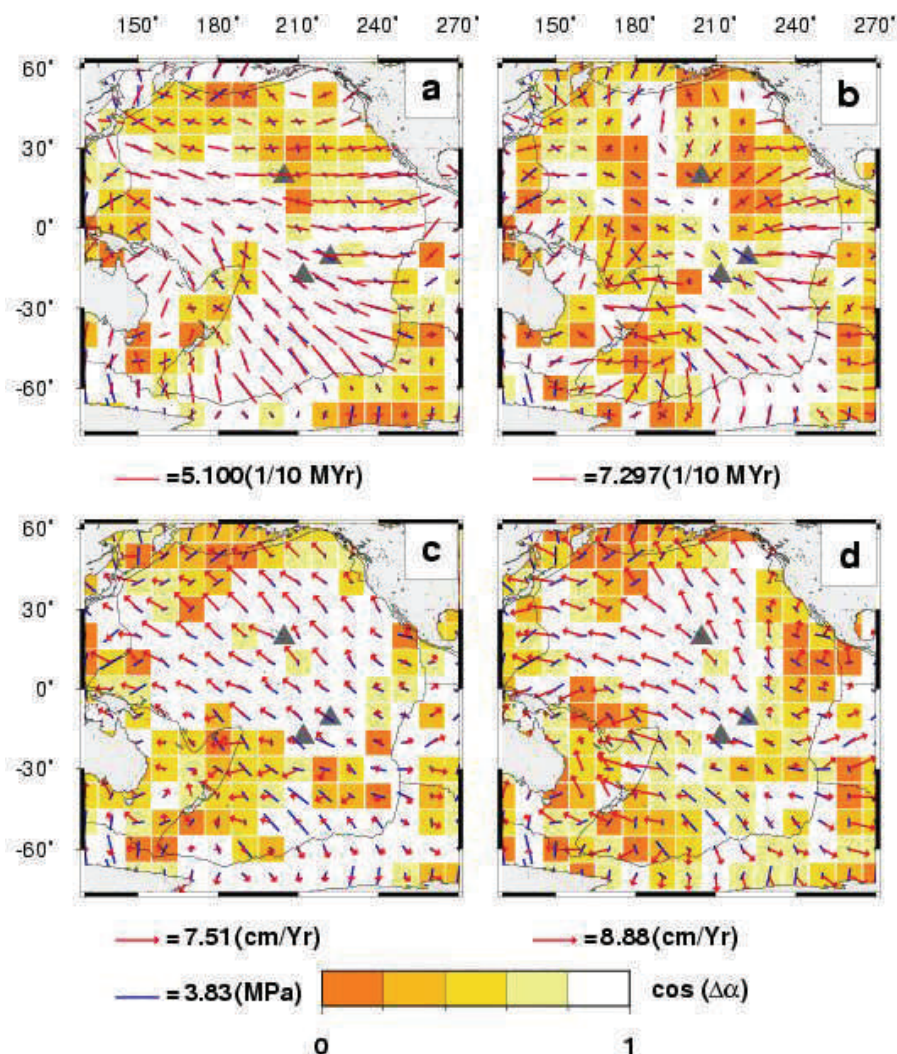 150˚ 180˚ 210˚ 240˚ 270˚ 150˚ 180˚ 210˚ 240˚ 270˚
60˚
a b
30˚
0˚
-30˚
-60˚
=5.100(1/10 MYr) =7.297(1/10 MYr)
60˚
c d
30˚
0˚
-30˚
-60˚
=7.51(cm/Yr) =8.88(cm/Yr)
=3.83(MPa) cos (Δα)
0 1